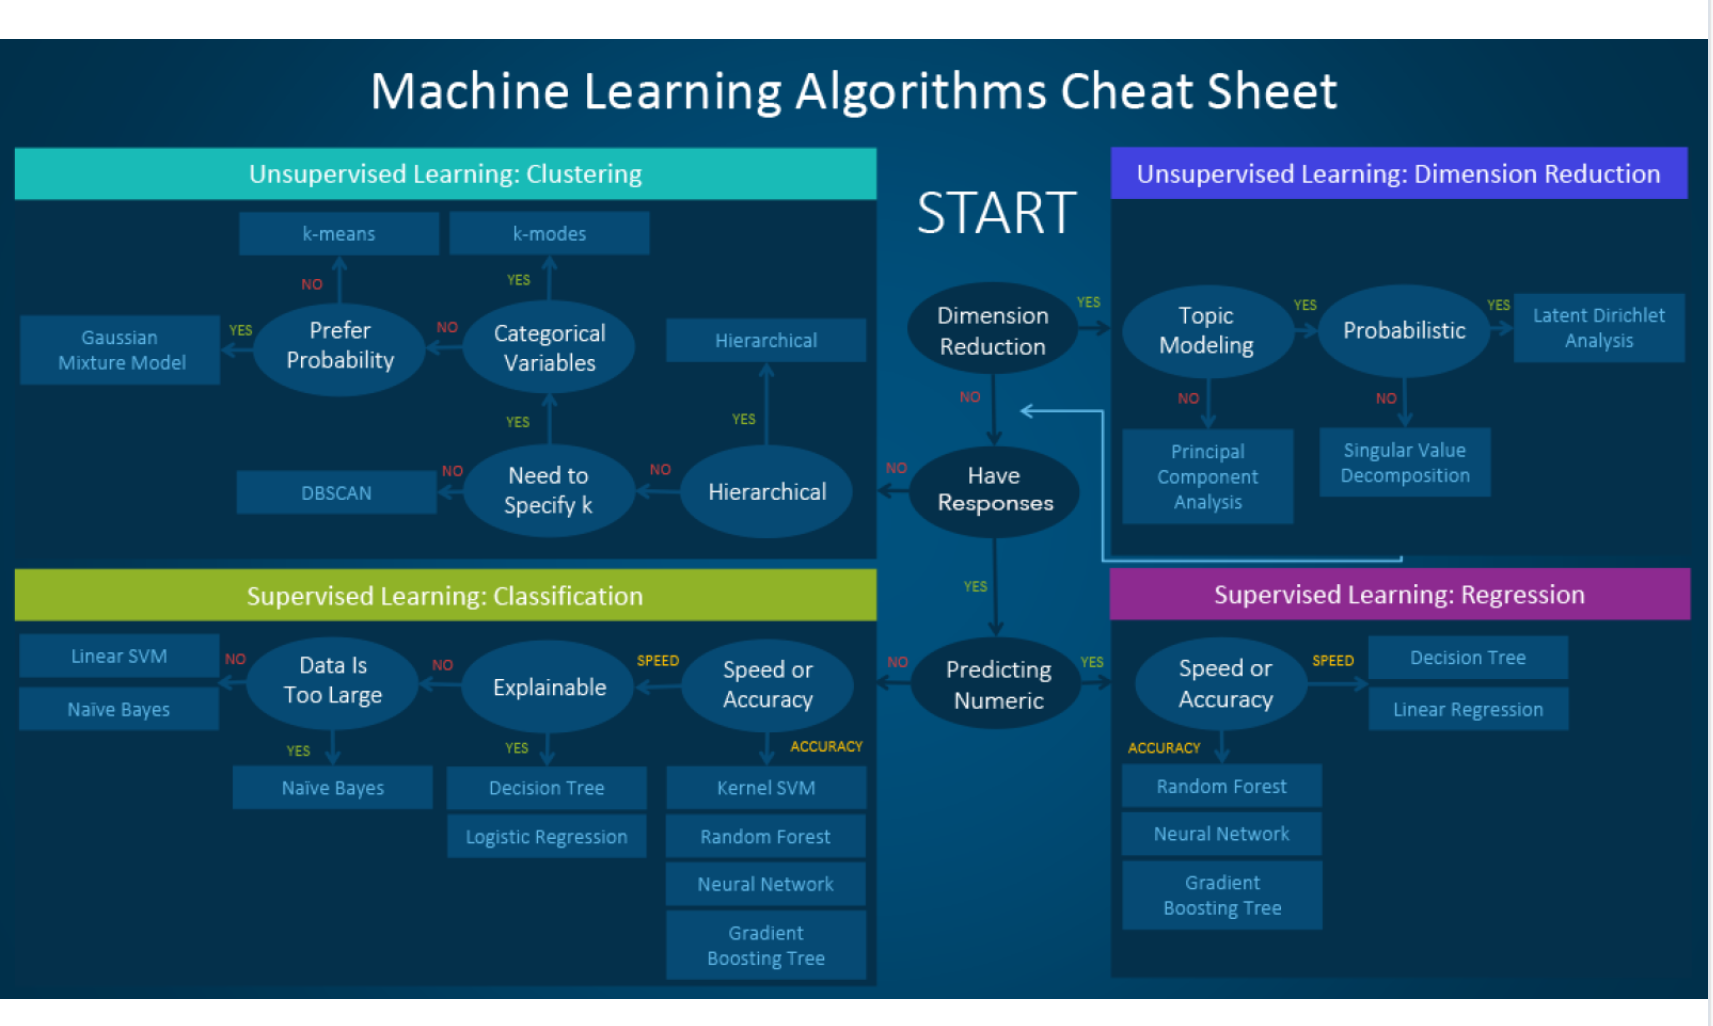 Machine Learning Algorithms Cheat Sheet
Unsupervised Learning: Clustering
START
Unsupervised Learning: Dimension Reduction
k-means
k-modes
NO
YES
Gaussian
Mixture Model
YES
Prefer
Probability
NO
Categorical
Variables
Hierarchical
YES
YES
DBSCAN
NO
Need to
Specify k
NO
Hierarchical
NO
Dimension
Reduction
YES
NO
Have
Responses
YES
Topic
Modeling
YES
Probabilistic
YES
Latent Dirichlet
Analysis
NO
NO
Principal
Component
Analysis
Singular Value
Decomposition
Supervised Learning: Classification
Supervised Learning: Regression
Linear SVM
Naïve Bayes
NO
Data Is
Too Large
NO
Explainable
SPEED
Speed or
Accuracy
NO
Predicting
Numeric
YES
YES
YES
ACCURACY
Naïve Bayes
Decision Tree
Logistic Regression
Kernel SVM
Random Forest
Neural Network
Gradient
Boosting Tree
Speed or
Accuracy
SPEED
Decision Tree
Linear Regression
ACCURACY
Random Forest
Neural Network
Gradient
Boosting Tree